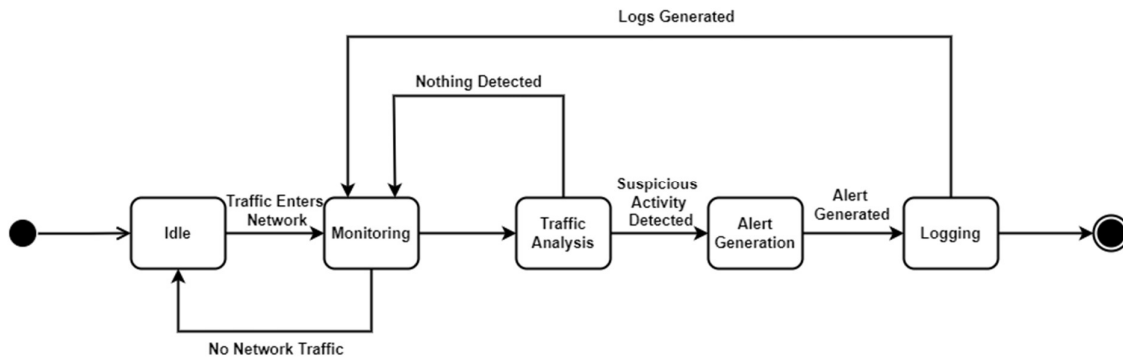 Logs Generated
Nothing Detected
Traffic Enters
Network
Suspicious
Activity
Detected
Alert
Generated
Idle
Monitoring
Traffic
Analysis
Alert
Generation
Logging
No Network Traffic